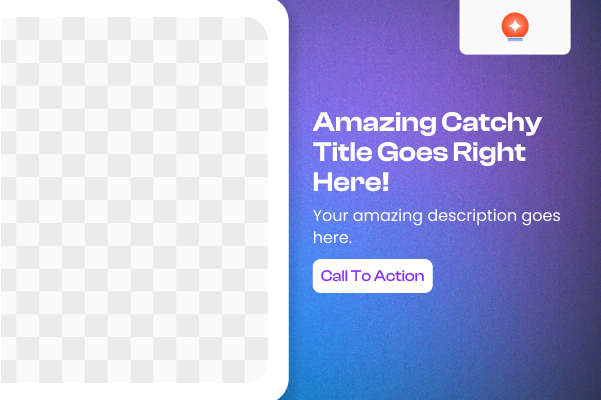 Amazing Catchy
Title Goes Right
Here!
Your amazing description goes
here.
Call To Action